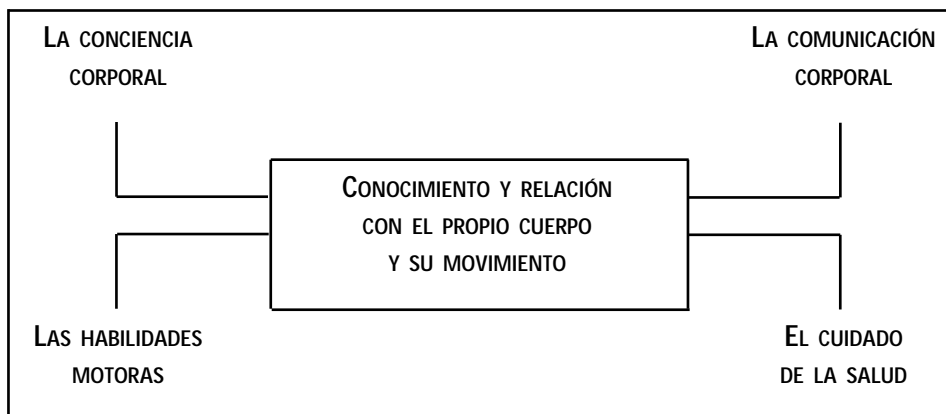 LA CONCIENCIA
CORPORAL
LA COMUNICACIÓN
CORPORAL
CONOCIMIENTO Y RELACIÓN
CON EL PROPIO CUERPO
Y SU MOVIMIENTO
LAS HABILIDADES
MOTORAS
EL CUIDADO
DE LA SALUD